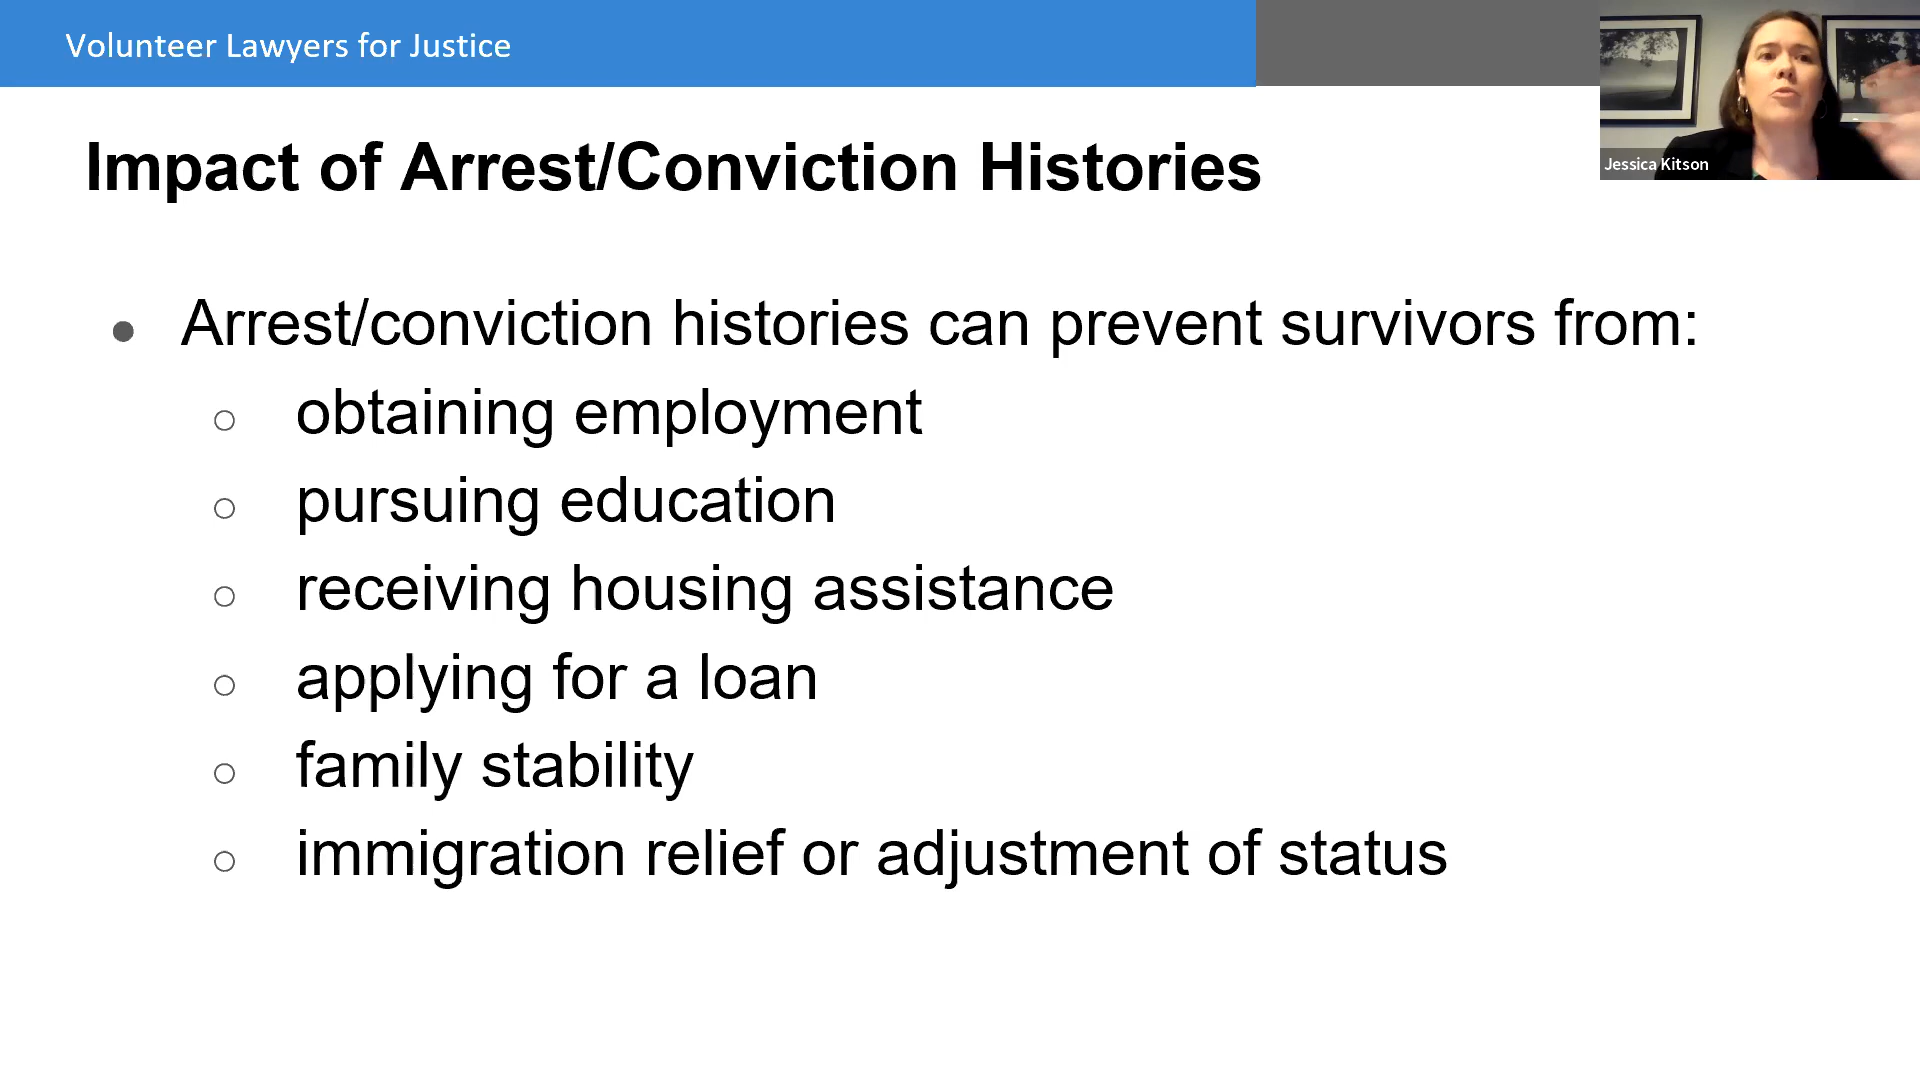 Volunteer Lawyers for Justice
Jessica Kitson
Impact of Arrest/Conviction Histories
● Arrest/conviction histories can prevent survivors from:
○ obtaining employment
○ pursuing education
○ receiving housing assistance
○ applying for a loan
○ family stability
○ immigration relief or adjustment of status